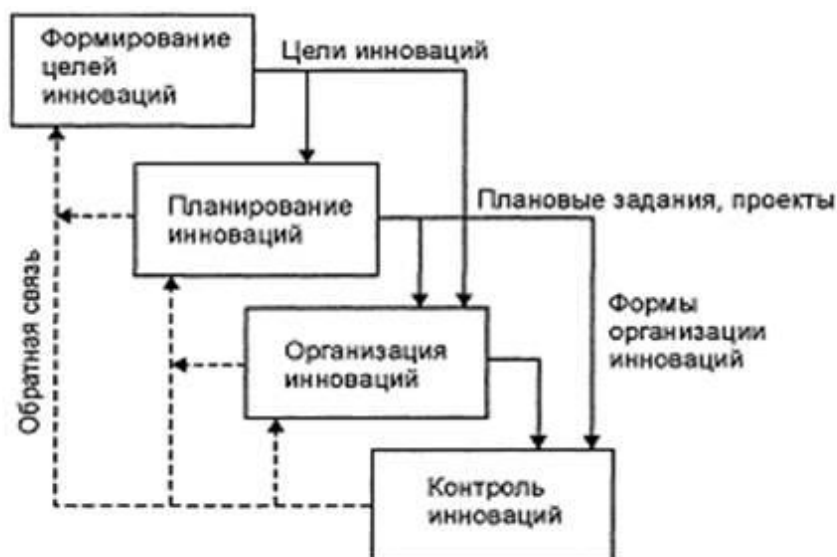 Формирование
целей
инноваций
Цели инноваций
Планирование
инноваций
Плановые задания, проекты
Обратная связь
Организация
инноваций
Формы
организации
инноваций
Контроль
инноваций